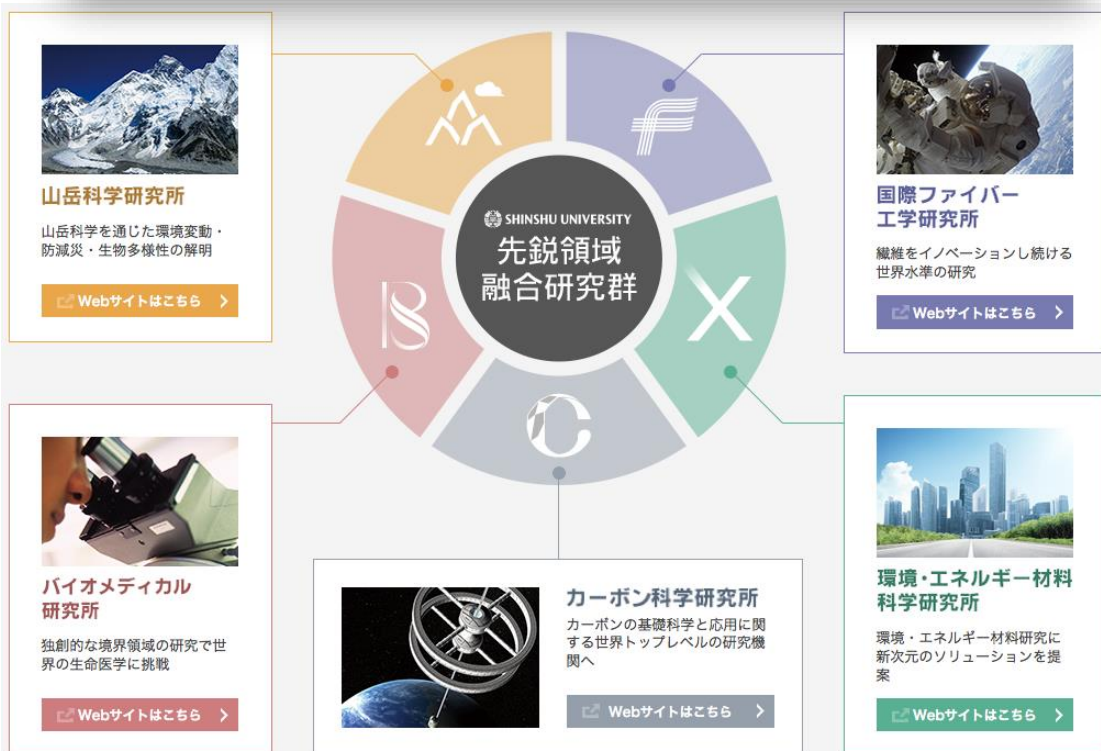 山岳科学研究所
山岳科学を通じた環境変動・
防減災・生物多様性の解明
Webサイトはこちら
F
国際ファイバー
工学研究所
繊維をイノベーションし続ける
世界水準の研究
Webサイトはこちら
SHINSHU UNIVERSITY
先鋭領域
融合研究群
B
X
C
バイオメディカル
研究所
独創的な境界領域の研究で世
界の生命医学に挑戦
Webサイトはこちら
カーボン科学研究所
カーボンの基礎科学と応用に関
する世界トップレベルの研究機
関へ
Webサイトはこちら
環境・エネルギー材料
科学研究所
環境・エネルギー材料研究に
新次元のソリューションを提
案
Webサイトはこちら